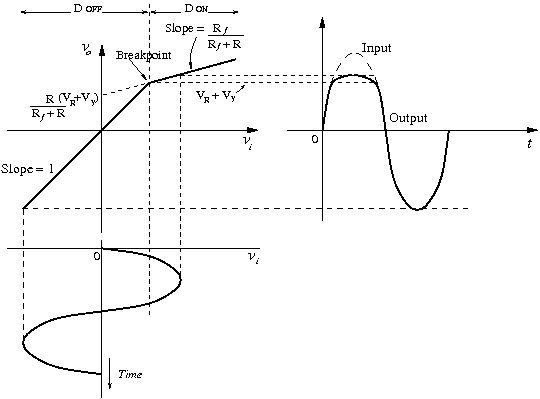 D OFF
D ON
Slope = R_f / R_f + R
v_o
Breakpoint
Input
R / R_f + R (V_R + V_γ)
V_R + V_γ
Output
0
v_i
t
Slope = 1
0
v_i
Time